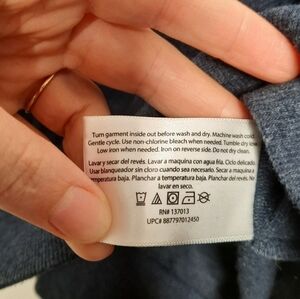 Turn garment inside out before wash and dry. Machine wash cold.
Gentle cycle. Use non-chlorine bleach when needed. Tumble dry low.
Low iron when needed. Iron on reverse side. Do not dry clean.
Lavar y secar del revés. Lavar a maquina con agua fria. Ciclo delicado.
Usar blanqueador sin cloro cuando sea necesario. Secar a maquina a
temperatura baja. Planchar a temperatura baja. Planchar del revés. No lavar
en seco.
RN# 137013
UPC# 887797012450